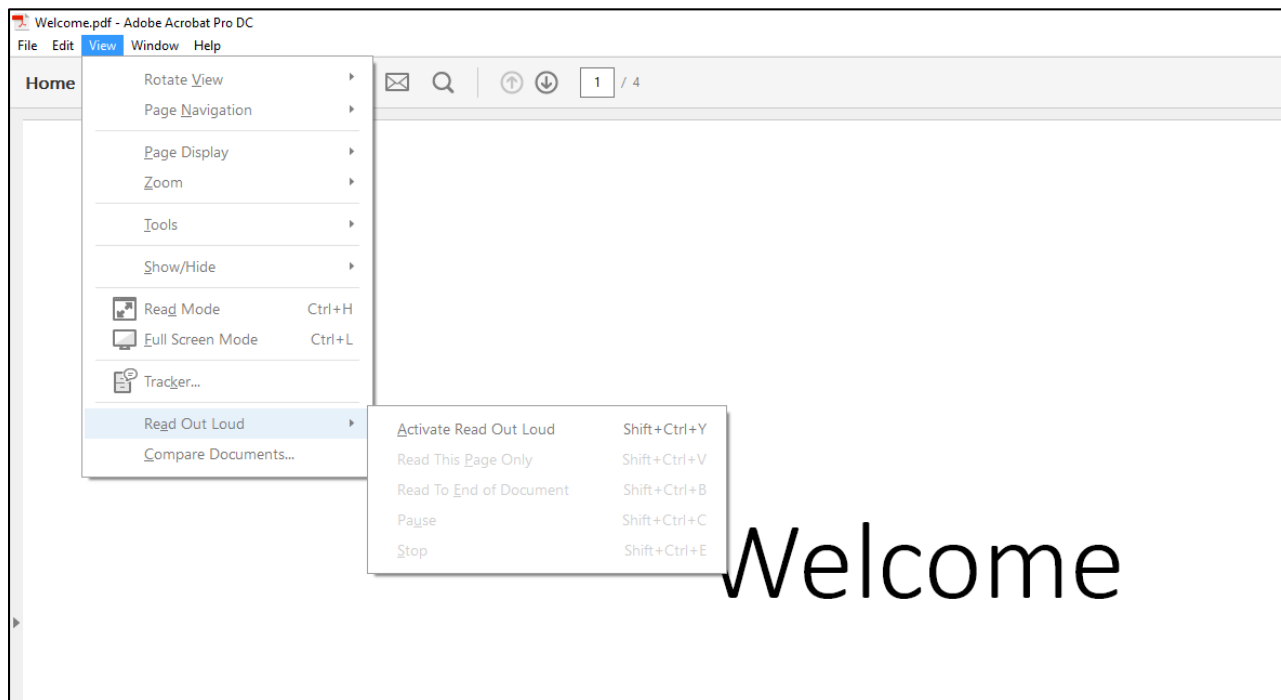 Welcome.pdf - Adobe Acrobat Pro DC
File Edit View Window Help
Home 1 / 4
Rotate View
Page Navigation
Page Display
Zoom
Tools
Show/Hide
Read Mode Ctrl+H
Full Screen Mode Ctrl+L
Tracker...
Read Out Loud
Compare Documents...
Activate Read Out Loud Shift+Ctrl+Y
Read This Page Only Shift+Ctrl+V
Read To End of Document Shift+Ctrl+B
Pause Shift+Ctrl+C
Stop Shift+Ctrl+E
Welcome